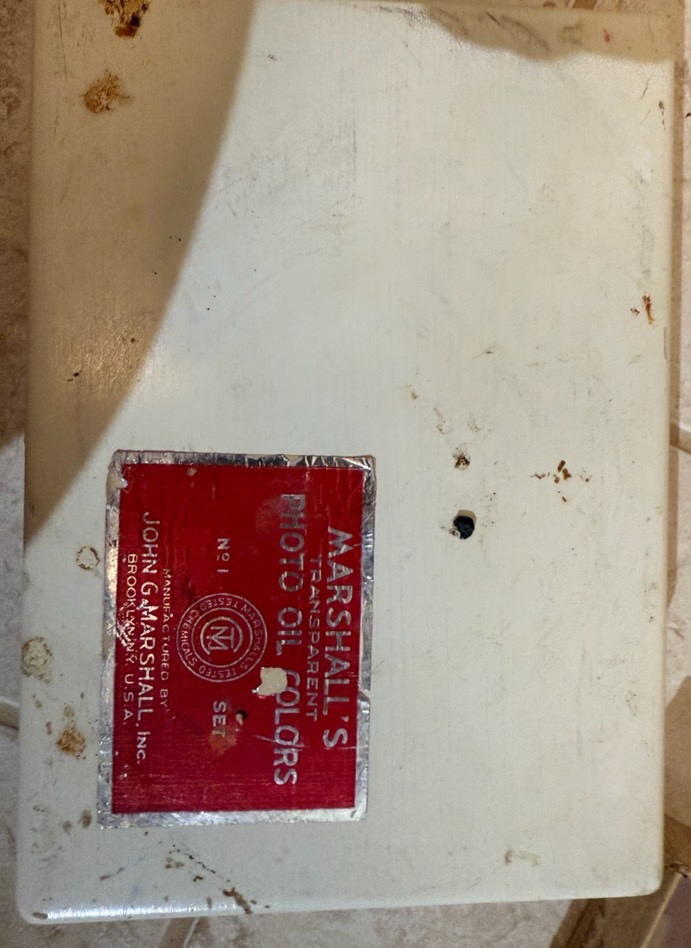 MARSHALL'S
TRANSPARENT
PHOTO OIL COLORS
Nº 1 SET
MARSHALL'S TESTED CHEMICALS
MANUFACTURED BY
JOHN G. MARSHALL, INC.
BROOKLYN, N.Y. U.S.A.